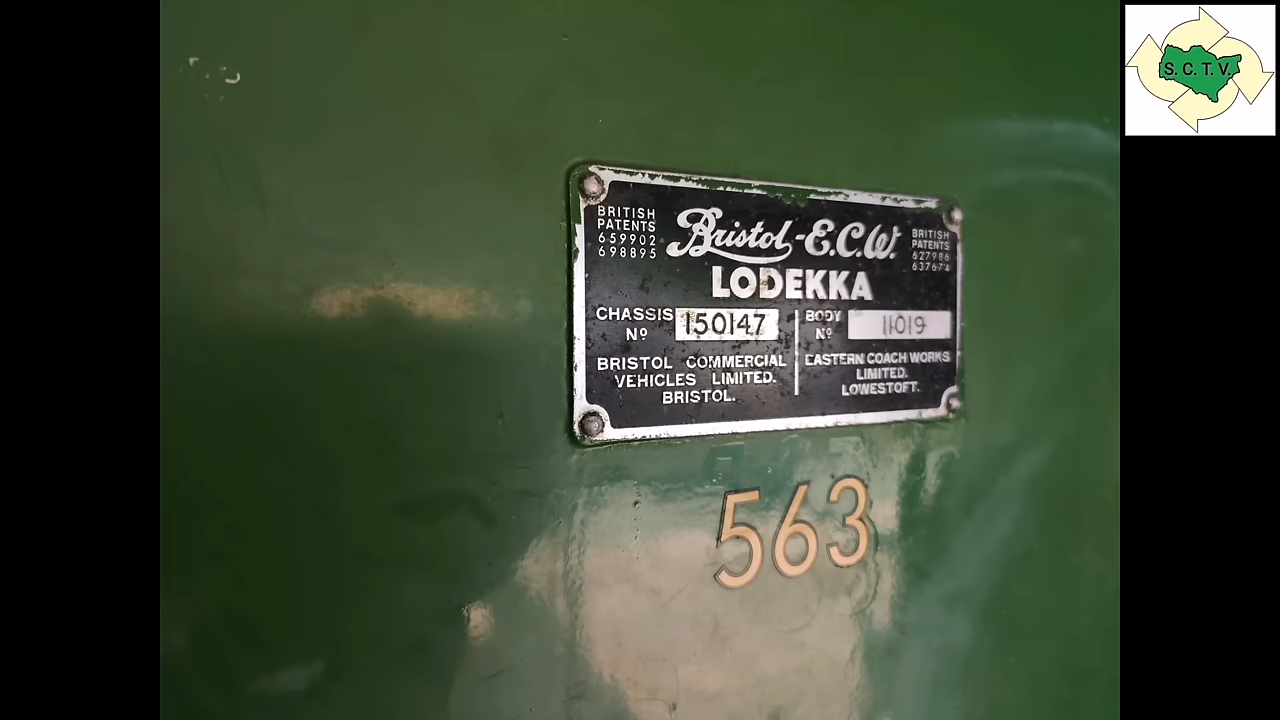 S. C. T. V.
BRITISH
PATENTS
659902
698895
Bristol-E.C.W.
LODEKKA
BRITISH
PATENTS
627986
637674
CHASSIS
Nº
150147
BODY
Nº
11019
BRISTOL COMMERCIAL
VEHICLES LIMITED.
BRISTOL.
EASTERN COACH WORKS
LIMITED.
LOWESTOFT.
563